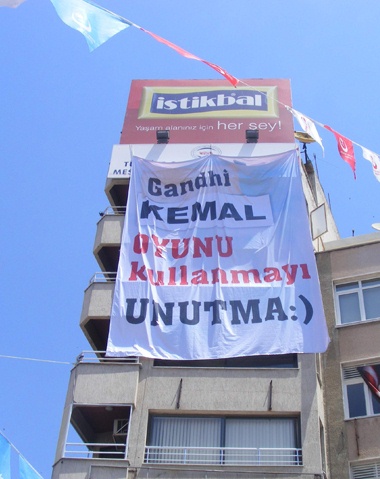 istikbal
Yaşam alanınız için her şey!
Gandhi
KEMAL
OYUNU
kullanmayı
UNUTMA:)